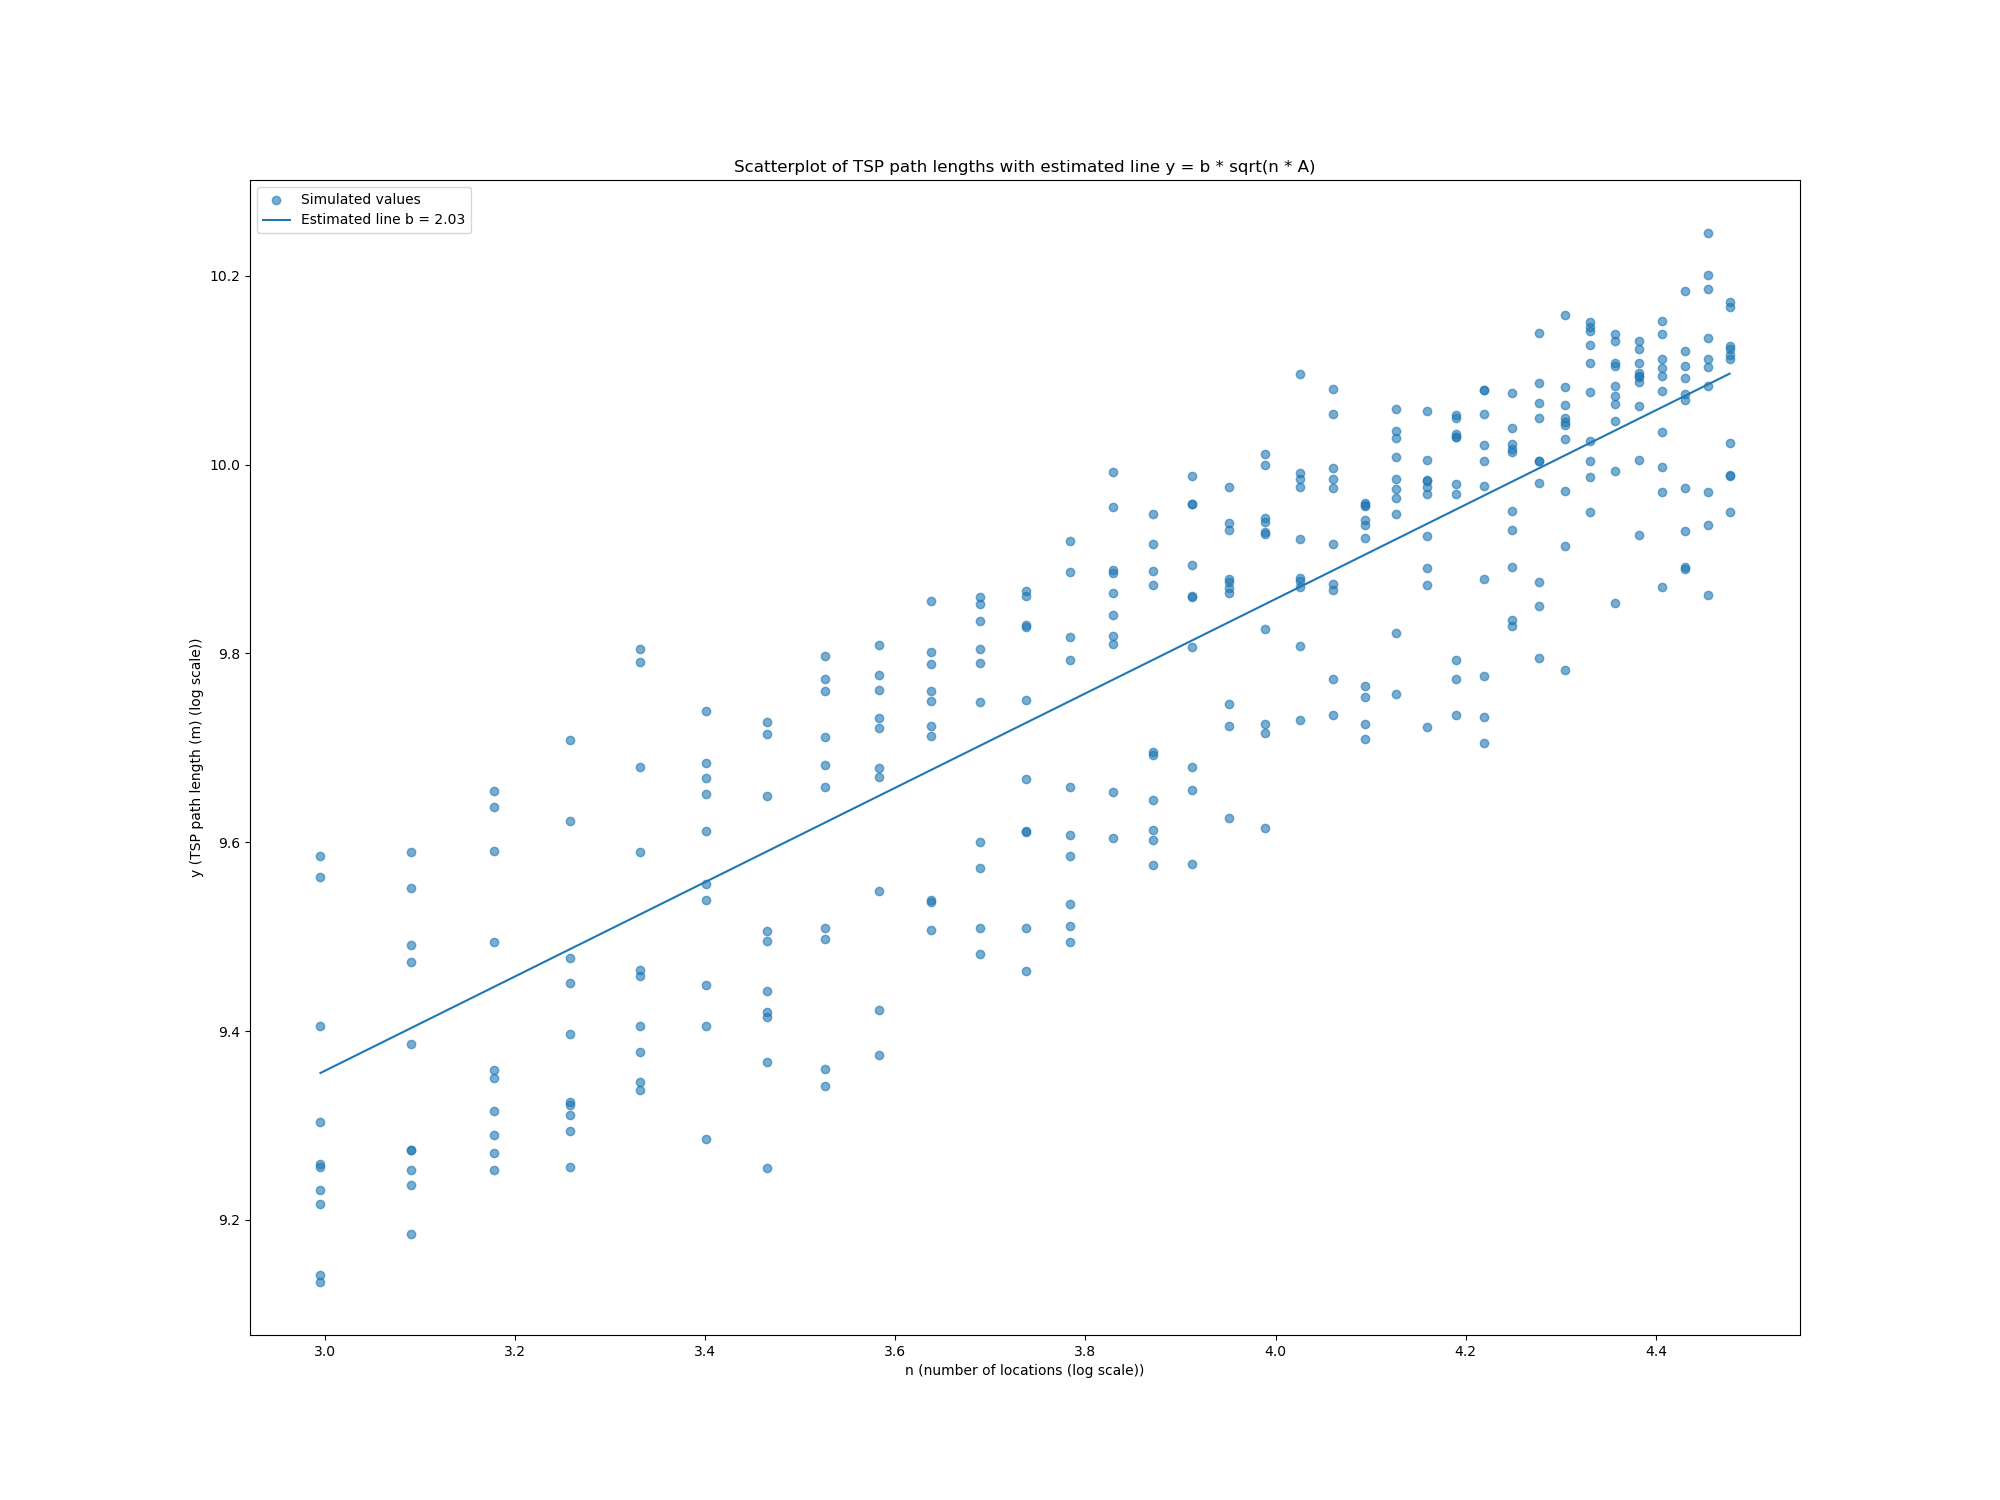 Scatterplot of TSP path lengths with estimated line y = b * sqrt(n * A)
Simulated values
Estimated line b = 2.03
10.2
10.0
9.8
9.6
9.4
9.2
y (TSP path length (m) (log scale))
3.0 3.2 3.4 3.6 3.8 4.0 4.2 4.4
n (number of locations (log scale))